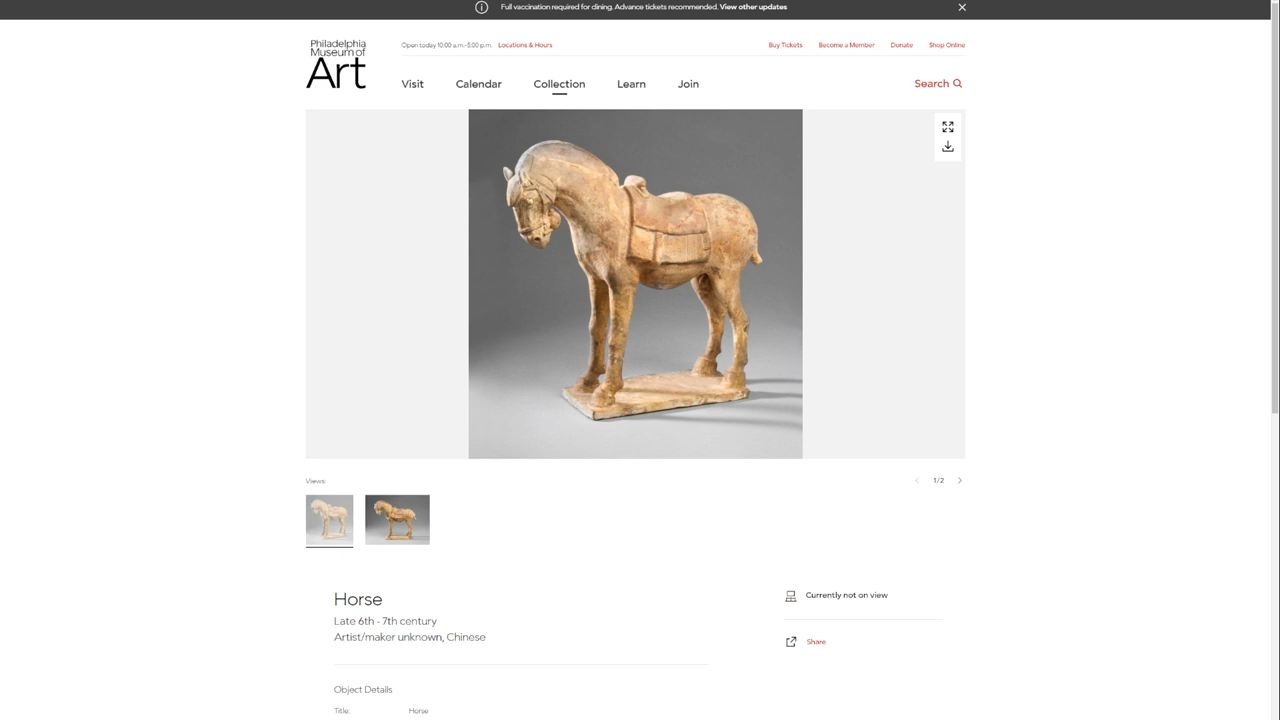 Full vaccination required for dining. Advance tickets recommended. View other updates
Philadelphia
Museum of
Art
Open today 10:00 a.m.-5:00 p.m. Locations & Hours
Buy Tickets Become a Member Donate Shop Online
Visit Calendar Collection Learn Join
Search
Views:
1/2
Horse
Late 6th - 7th century
Artist/maker unknown, Chinese
Currently not on view
Share
Object Details
Title: Horse